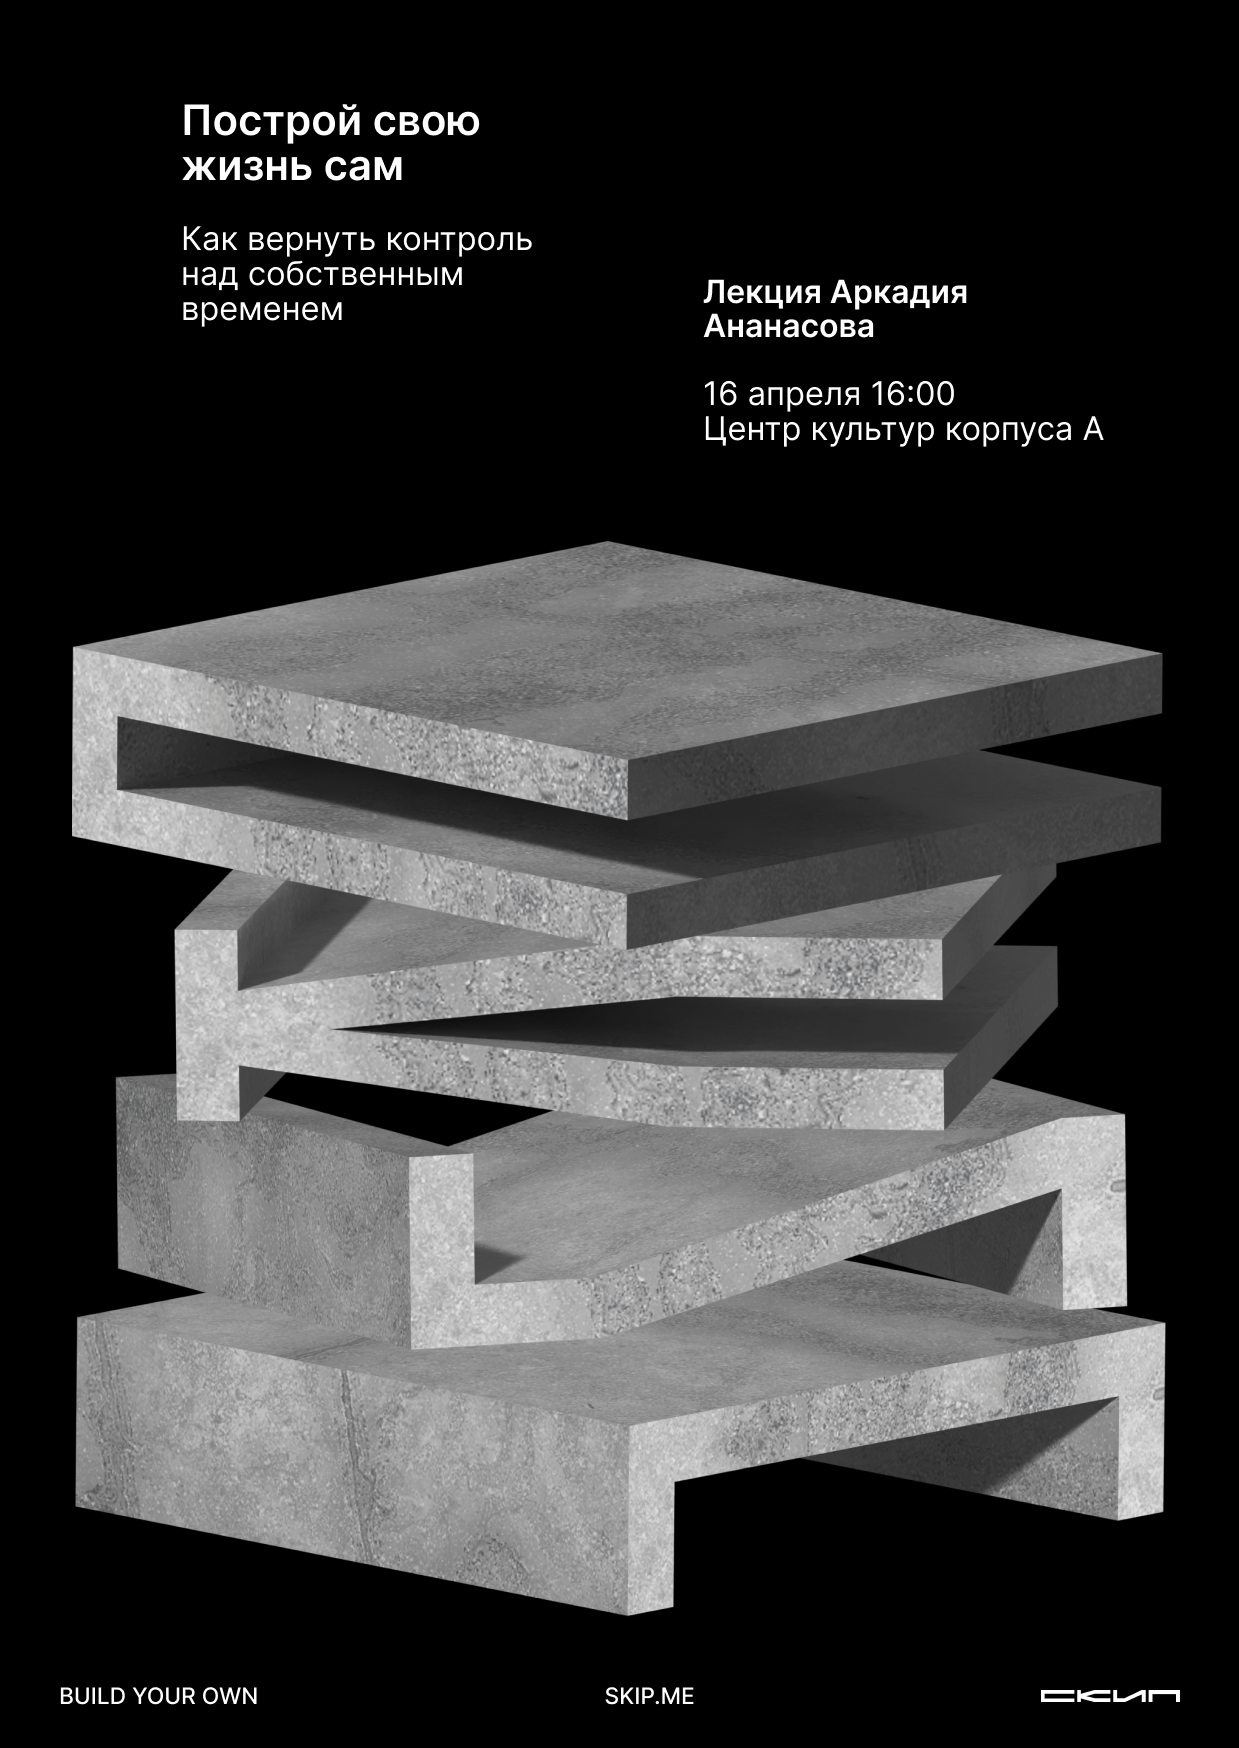 Построй свою
жизнь сам
Как вернуть контроль
над собственным
временем
Лекция Аркадия
Ананасова
16 апреля 16:00
Центр культур корпуса А
BUILD YOUR OWN
SKIP.ME
СКИП